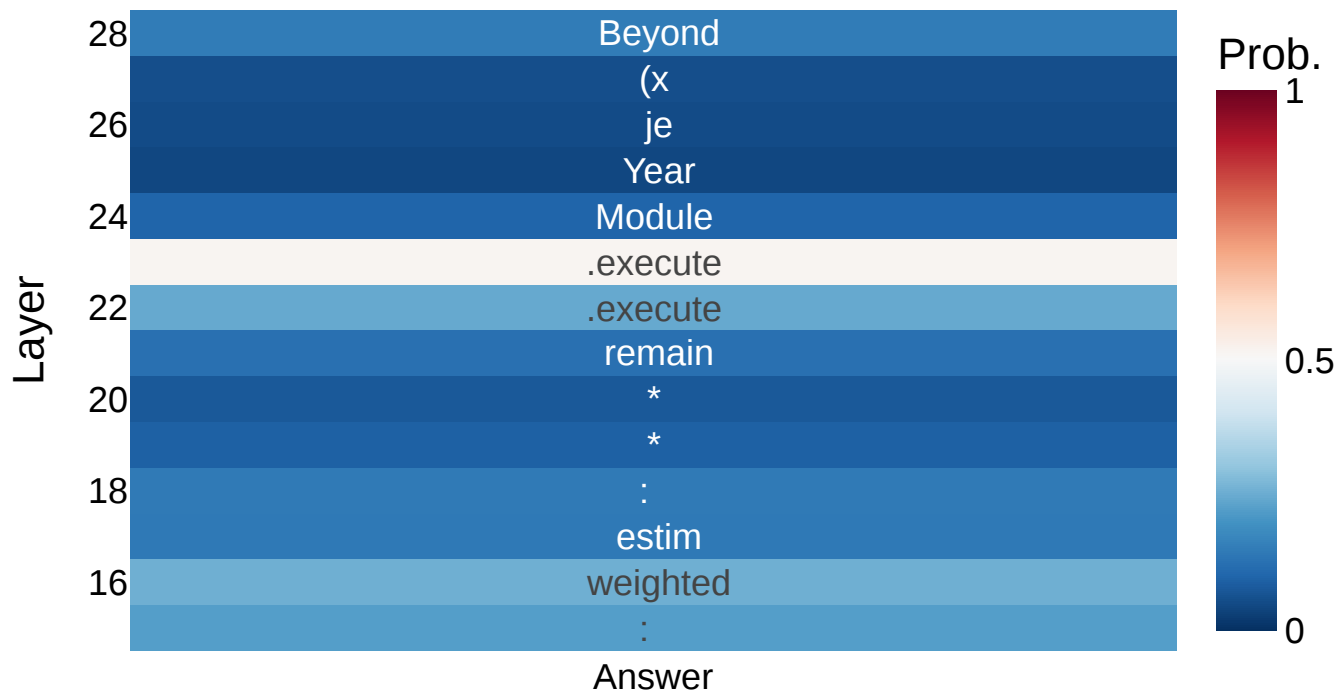 28 Beyond
Prob.
(x
1
26 je
Year
24 Module
.execute
Layer
22 .execute
remain
0.5
20 *
*
18 :
estim
16 weighted
:
0
Answer